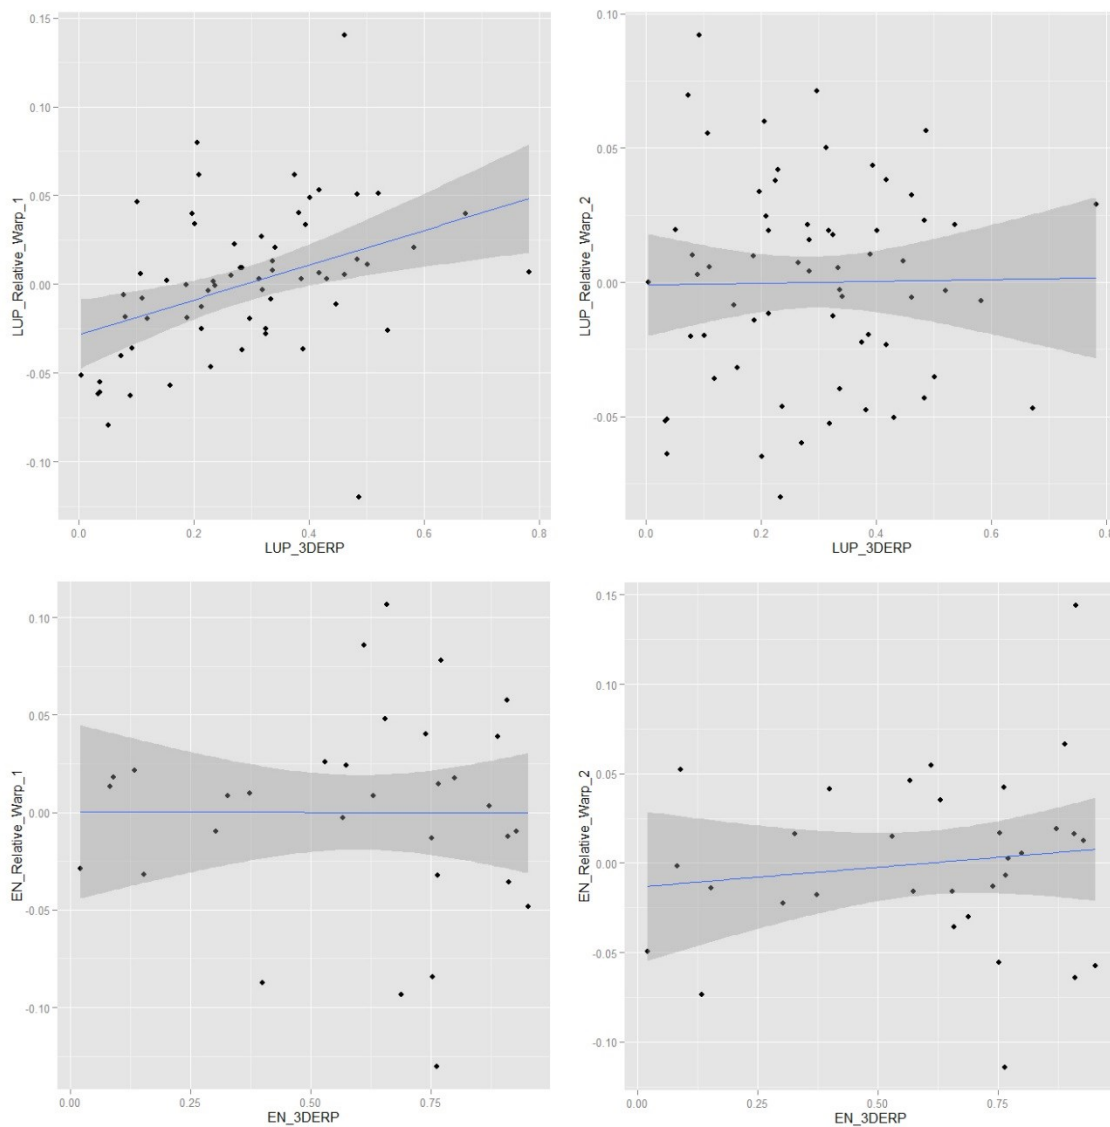 0.15
0.10
0.05
0.00
-0.05
-0.10
LUP_Relative_Warp_1
0.0 0.2 0.4 0.6 0.8
LUP_3DERP
0.10
0.05
0.00
-0.05
LUP_Relative_Warp_2
0.0 0.2 0.4 0.6 0.8
LUP_3DERP
0.10
0.05
0.00
-0.05
-0.10
EN_Relative_Warp_1
0.00 0.25 0.50 0.75
EN_3DERP
0.15
0.10
0.05
0.00
-0.05
-0.10
EN_Relative_Warp_2
0.00 0.25 0.50 0.75
EN_3DERP